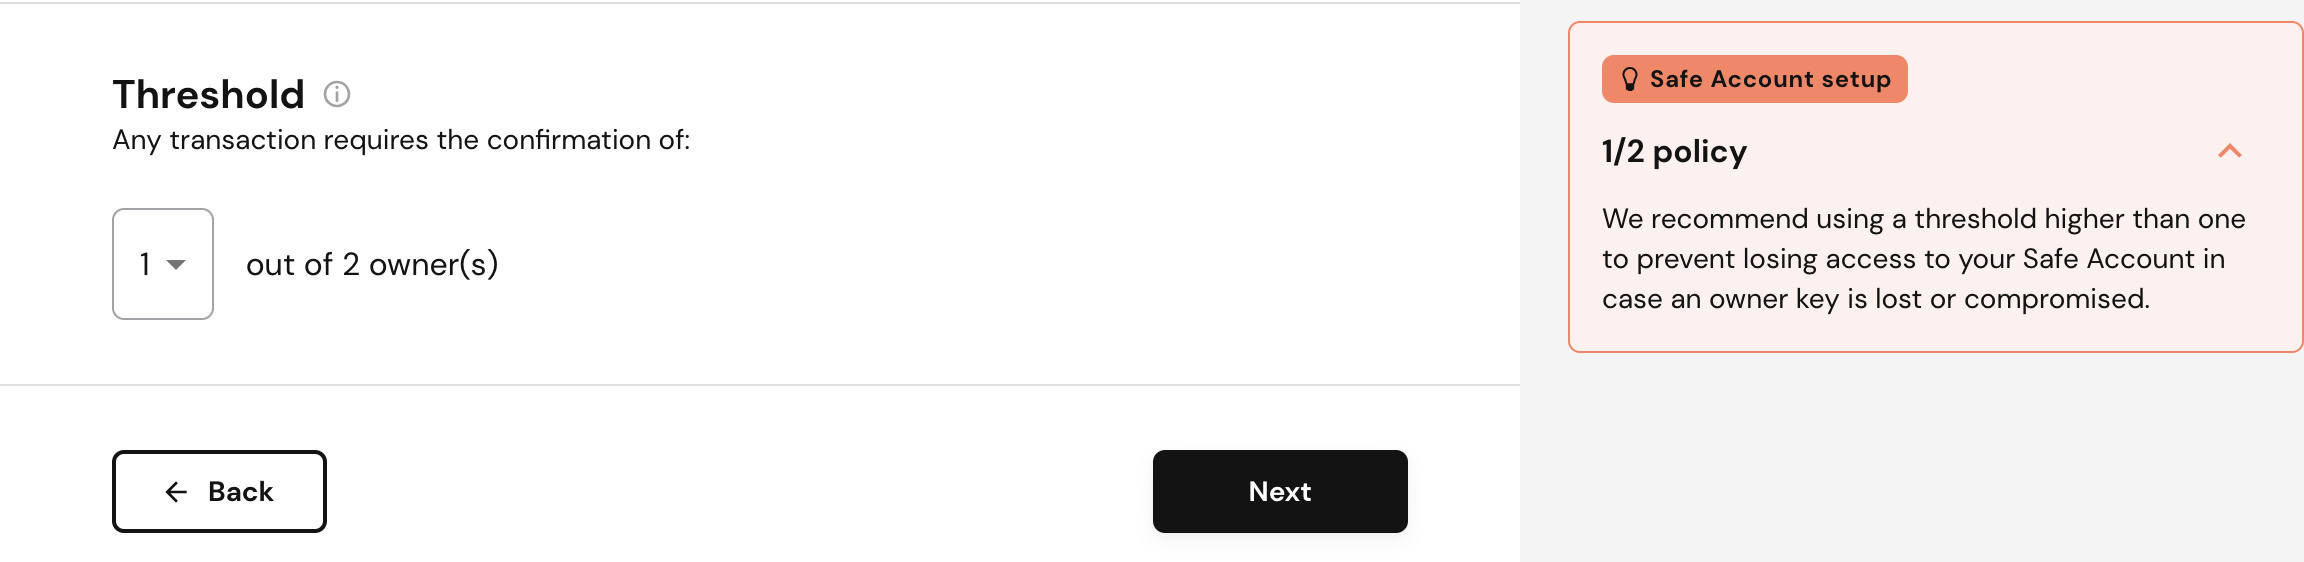 Threshold
Any transaction requires the confirmation of:
1
out of 2 owner(s)
Back
Next
Safe Account setup
1/2 policy
We recommend using a threshold higher than one
to prevent losing access to your Safe Account in
case an owner key is lost or compromised.